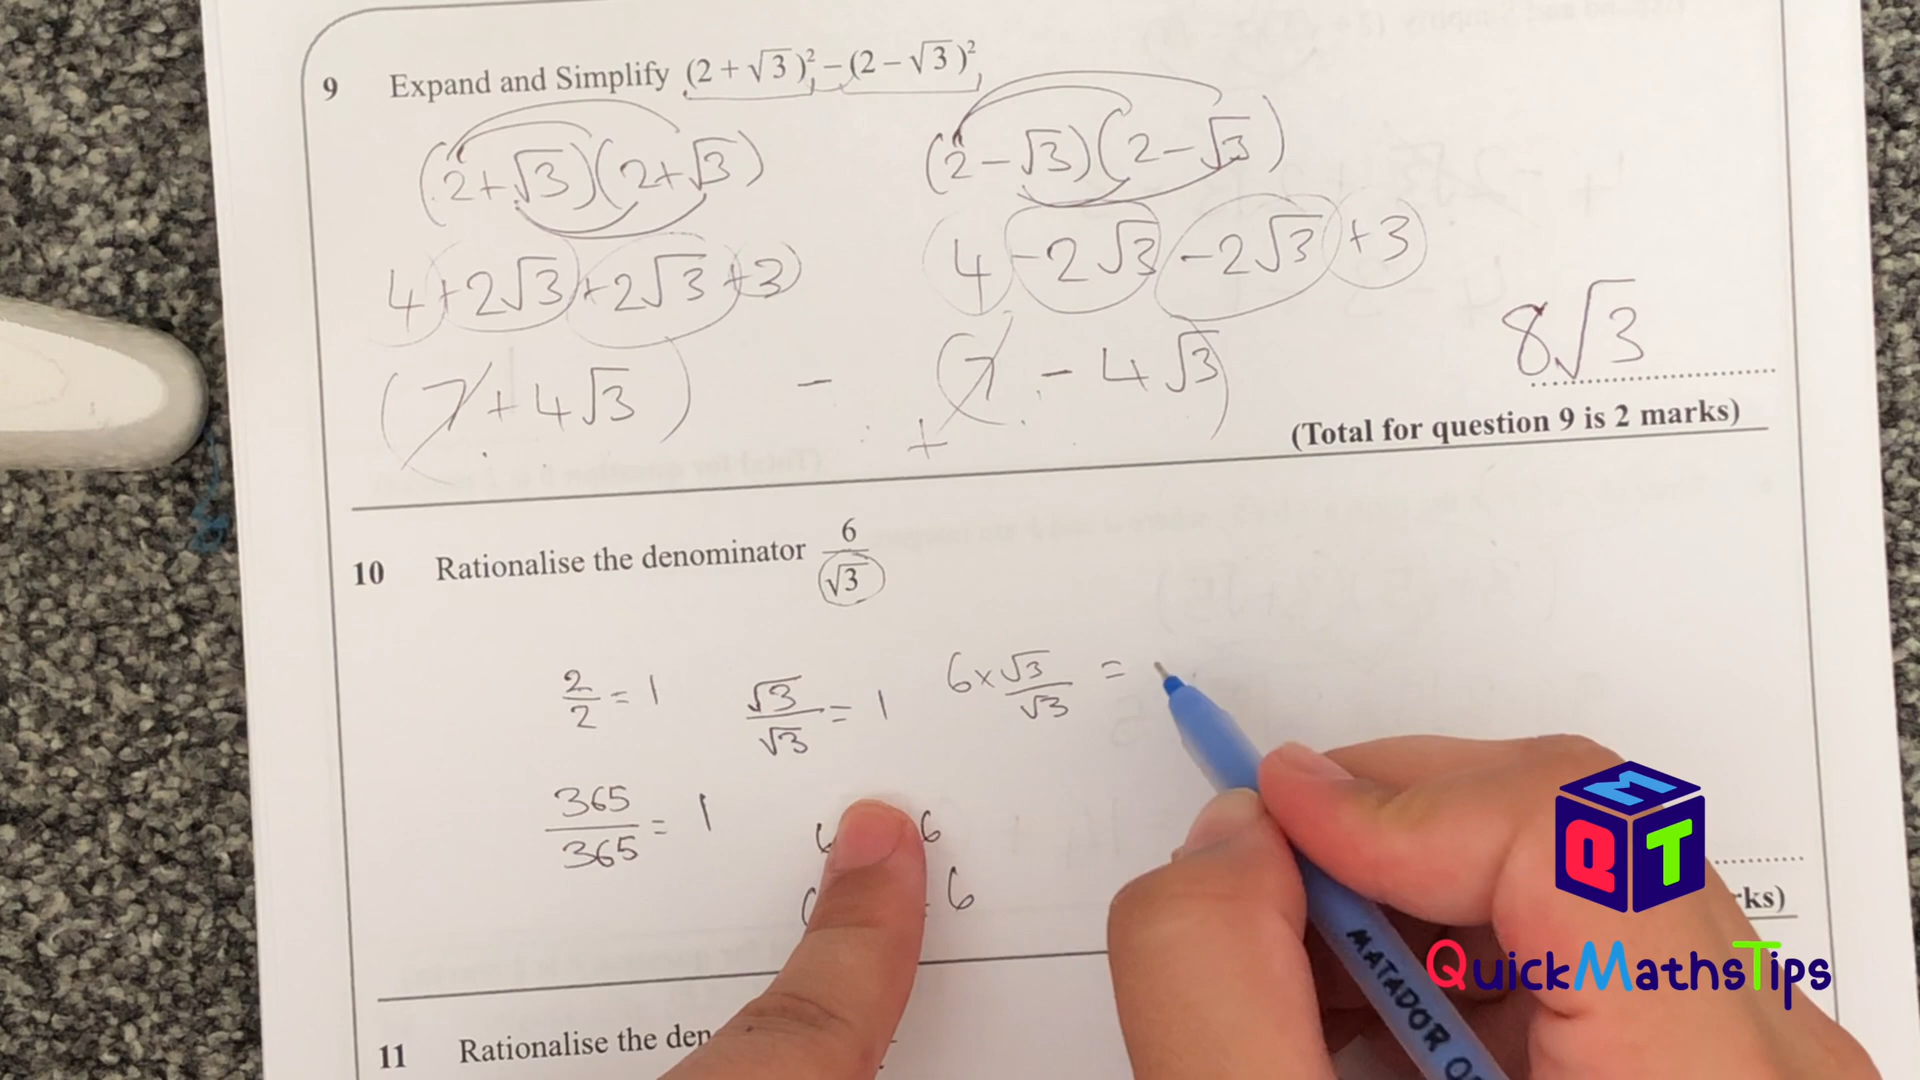 9 Expand and Simplify (2 + √3)² − (2 − √3)²
(2+√3)(2+√3) (2−√3)(2−√3)
4+2√3+2√3+3 4−2√3−2√3+3
(7+4√3) − (7 − 4√3)
+
8√3
(Total for question 9 is 2 marks)
10 Rationalise the denominator 6/√3
2/2 = 1 √3/√3 = 1 6×√3/√3 =
365/365 = 1
6
6
ks)
11 Rationalise the den
MATADOR
QMT
QuickMathsTips